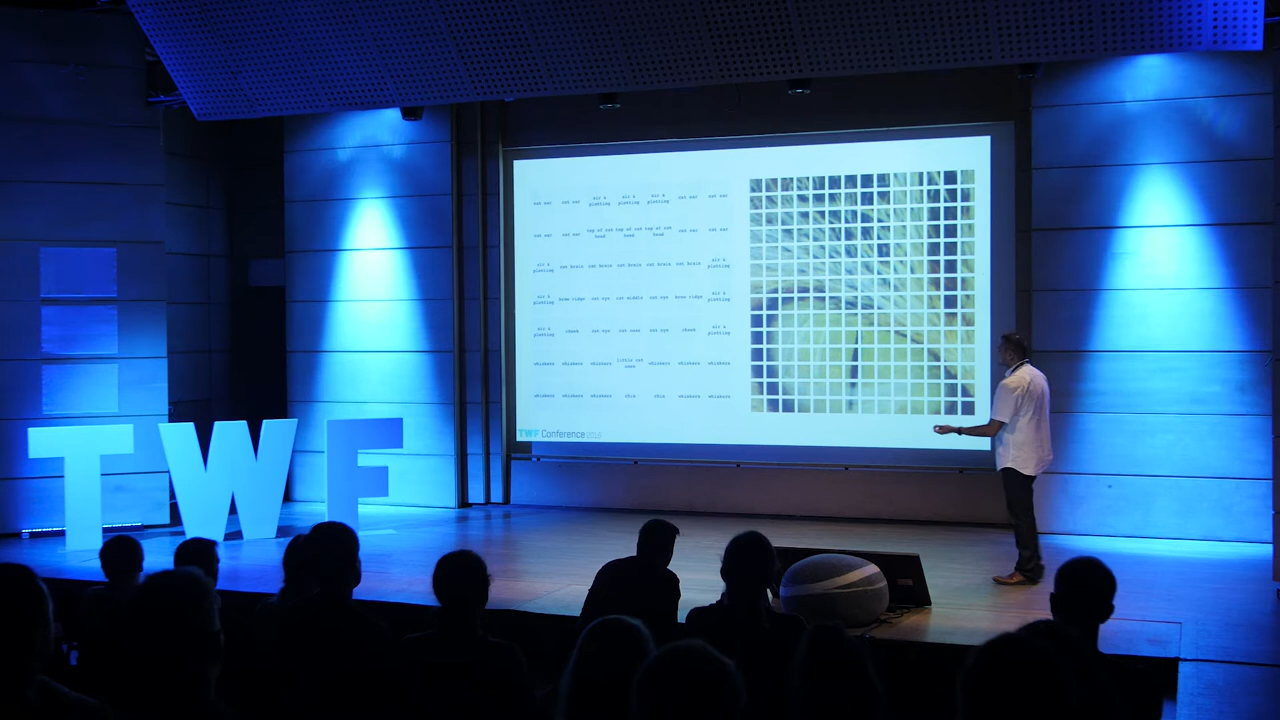 cat ear cat ear air & plotting air & plotting air & plotting cat ear cat ear
cat ear cat ear top of cat head top of cat head top of cat head cat ear cat ear
air & plotting cat brain cat brain cat brain cat brain cat brain air & plotting
air & plotting brow ridge cat eye cat middle cat eye brow ridge air & plotting
air & plotting cheek cat eye cat nose cat eye cheek air & plotting
whiskers whiskers whiskers little cat whiskers whiskers whiskers
whiskers whiskers whiskers chin chin whiskers whiskers
TWF Conference
TWF